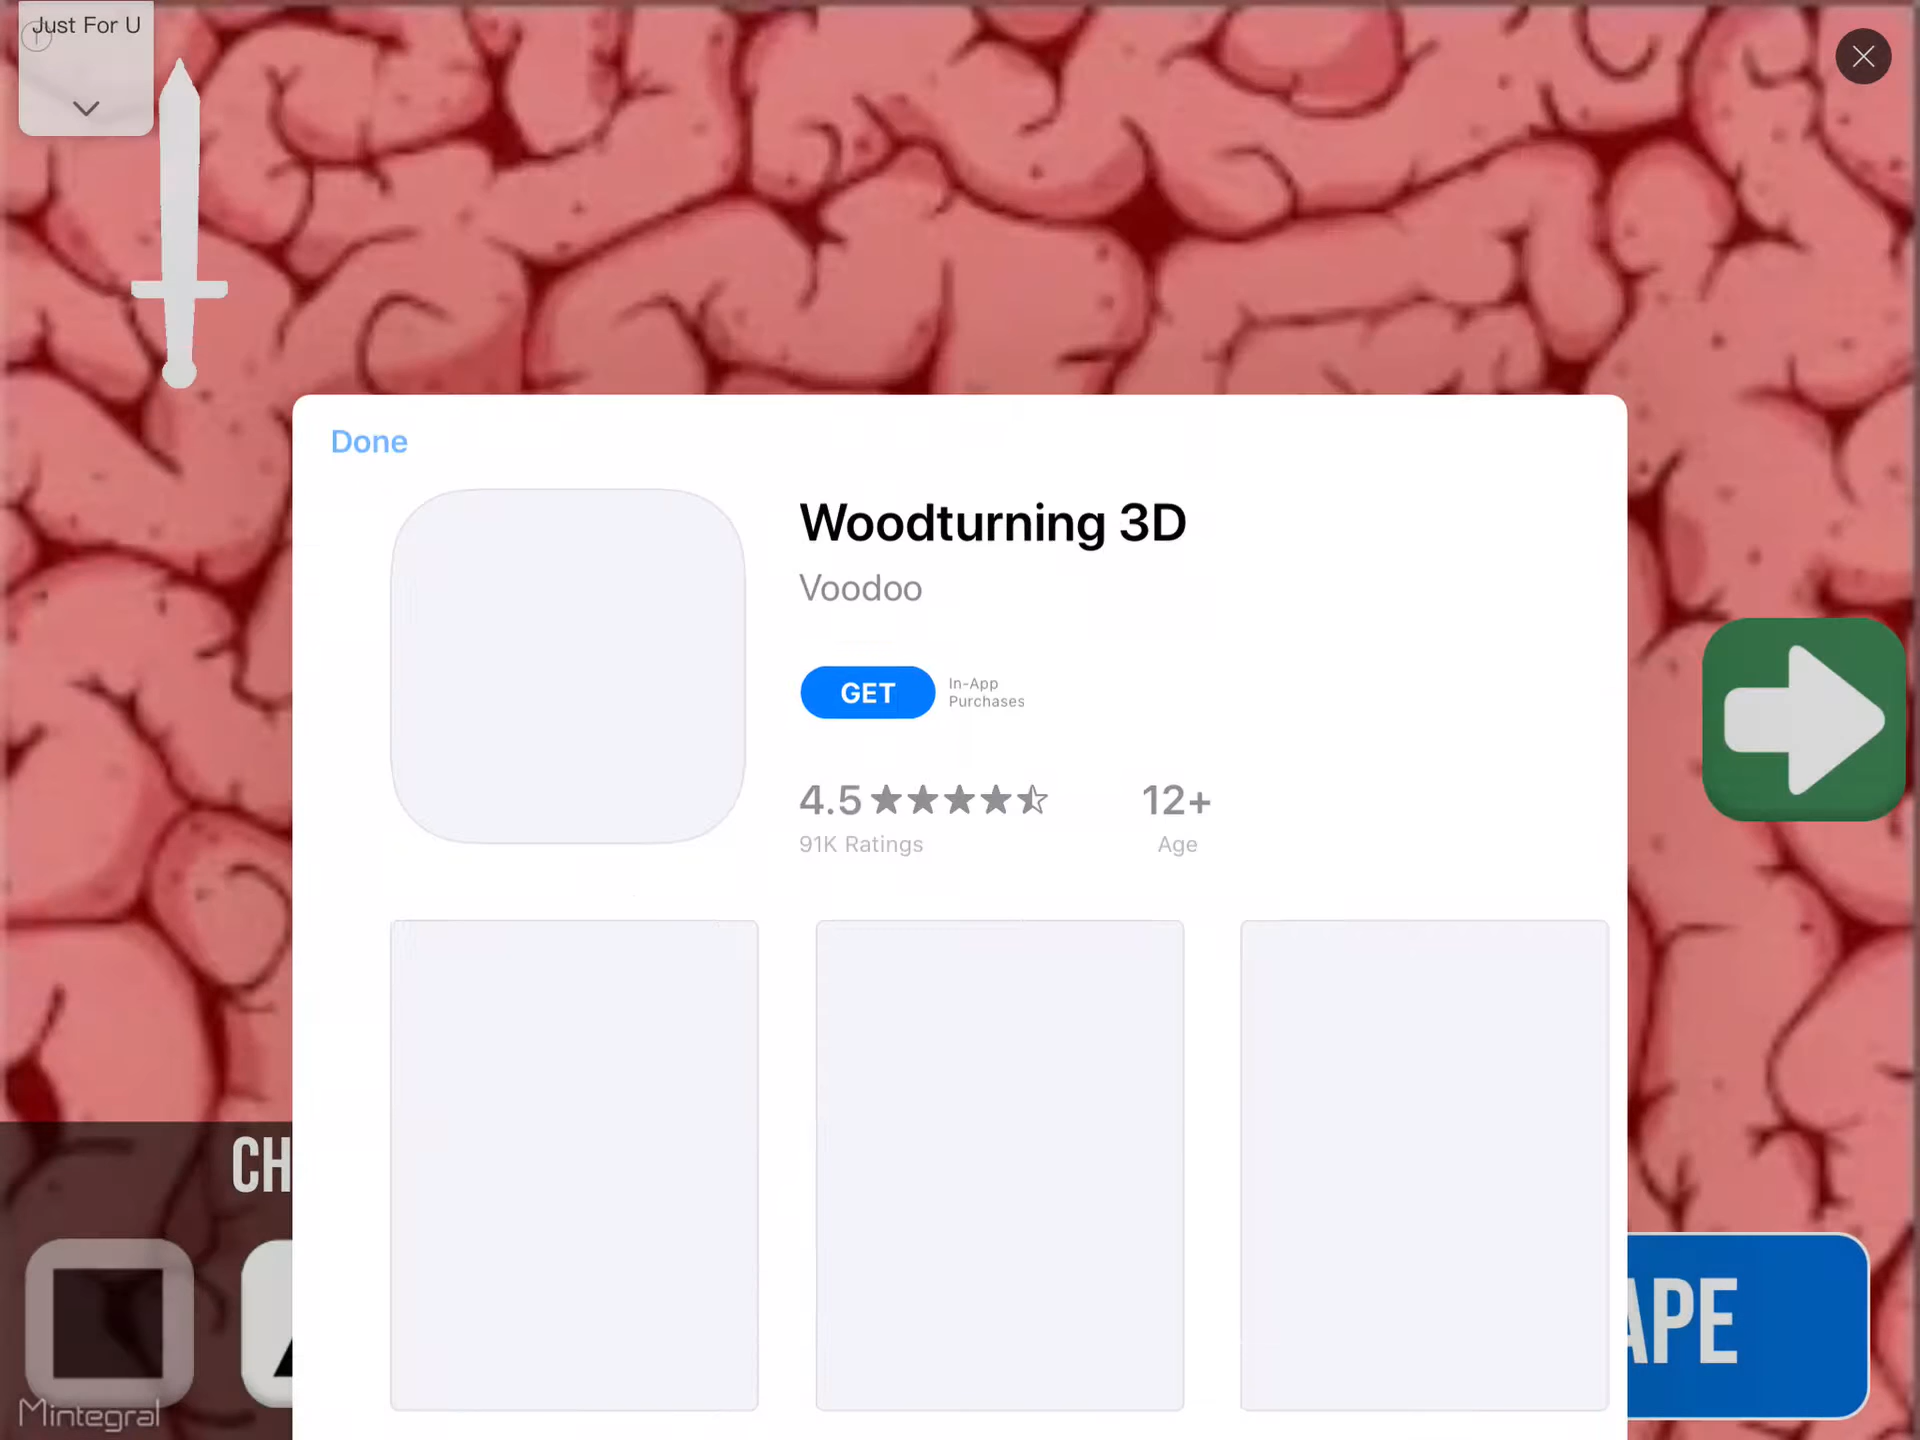 Just For U
Done
Woodturning 3D
Voodoo
GET
In-App
Purchases
4.5
12+
91K Ratings
Age
CH
APE
Mintegral